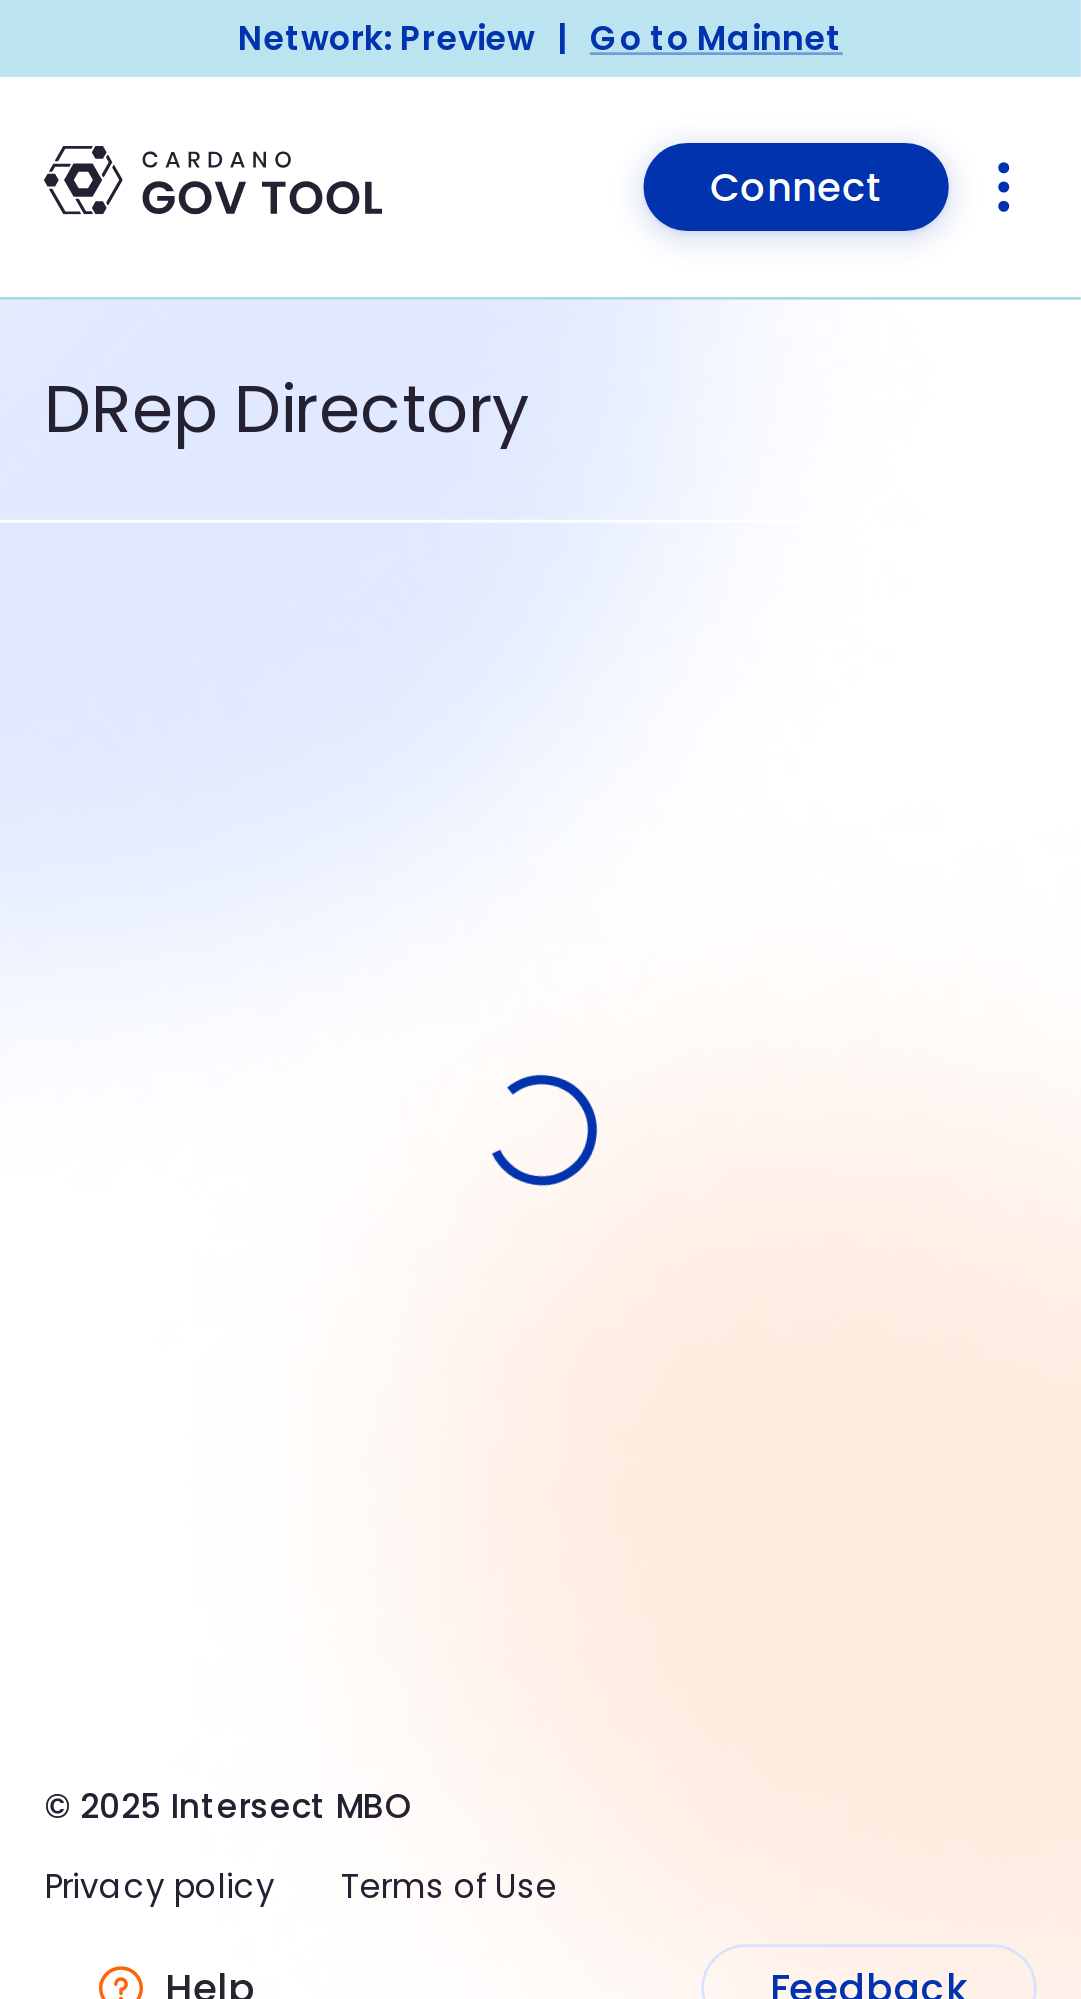 Network: Preview | Go to Mainnet
CARDANO
GOV TOOL
Connect
DRep Directory
© 2025 Intersect MBO
Privacy policy Terms of Use
Help Feedback